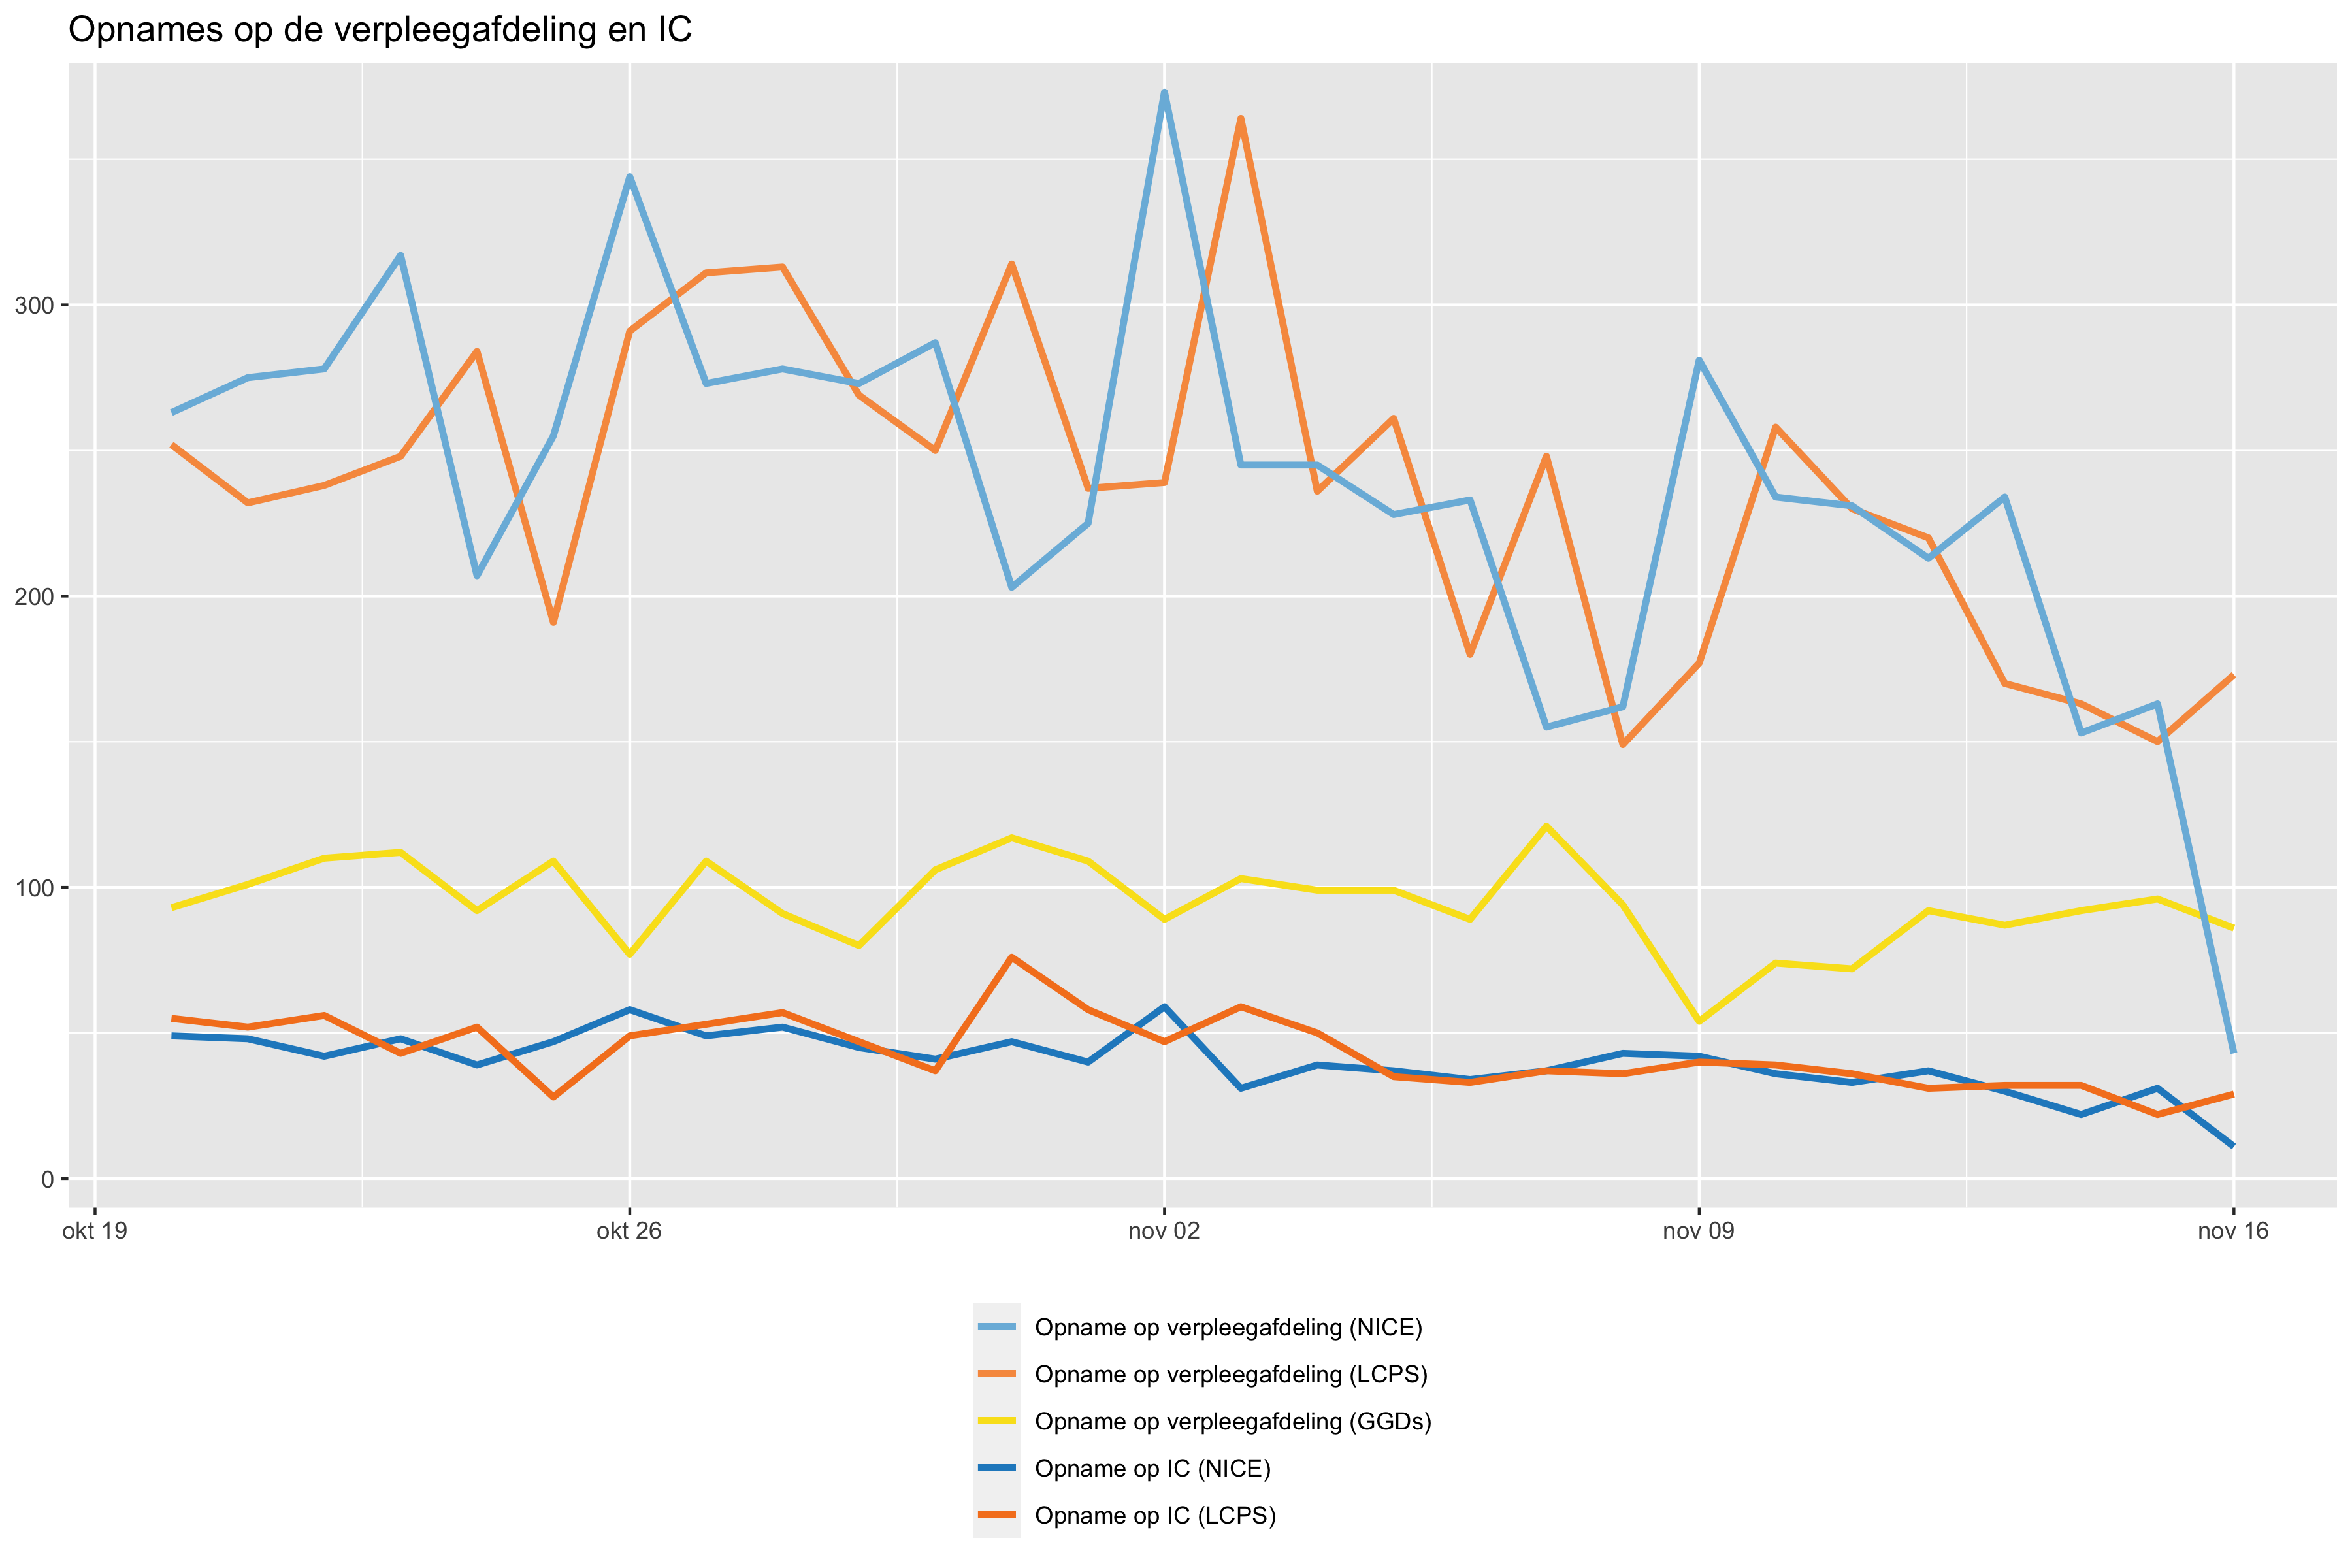 Opnames op de verpleegafdeling en IC
300
200
100
0
okt 19 okt 26 nov 02 nov 09 nov 16
Opname op verpleegafdeling (NICE)
Opname op verpleegafdeling (LCPS)
Opname op verpleegafdeling (GGDs)
Opname op IC (NICE)
Opname op IC (LCPS)